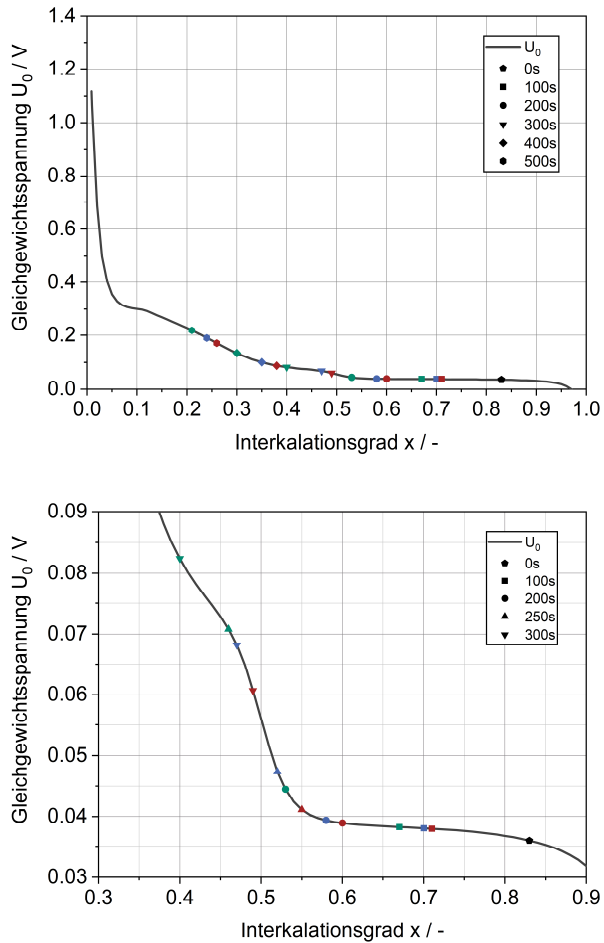 1.4
1.2
1.0
0.8
0.6
0.4
0.2
0.0
Gleichgewichtsspannung U0 / V
U0
0s
100s
200s
300s
400s
500s
0.0 0.1 0.2 0.3 0.4 0.5 0.6 0.7 0.8 0.9 1.0
Interkalationsgrad x / -
0.09
0.08
0.07
0.06
0.05
0.04
0.03
Gleichgewichtsspannung U0 / V
U0
0s
100s
200s
250s
300s
0.3 0.4 0.5 0.6 0.7 0.8 0.9
Interkalationsgrad x / -